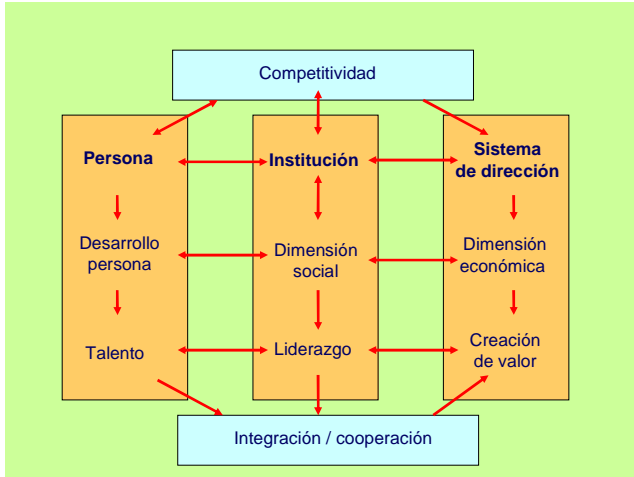 Competitividad
Persona
Institución
Sistema
de dirección
Desarrollo
persona
Dimensión
social
Dimensión
económica
Talento
Liderazgo
Creación
de valor
Integración / cooperación